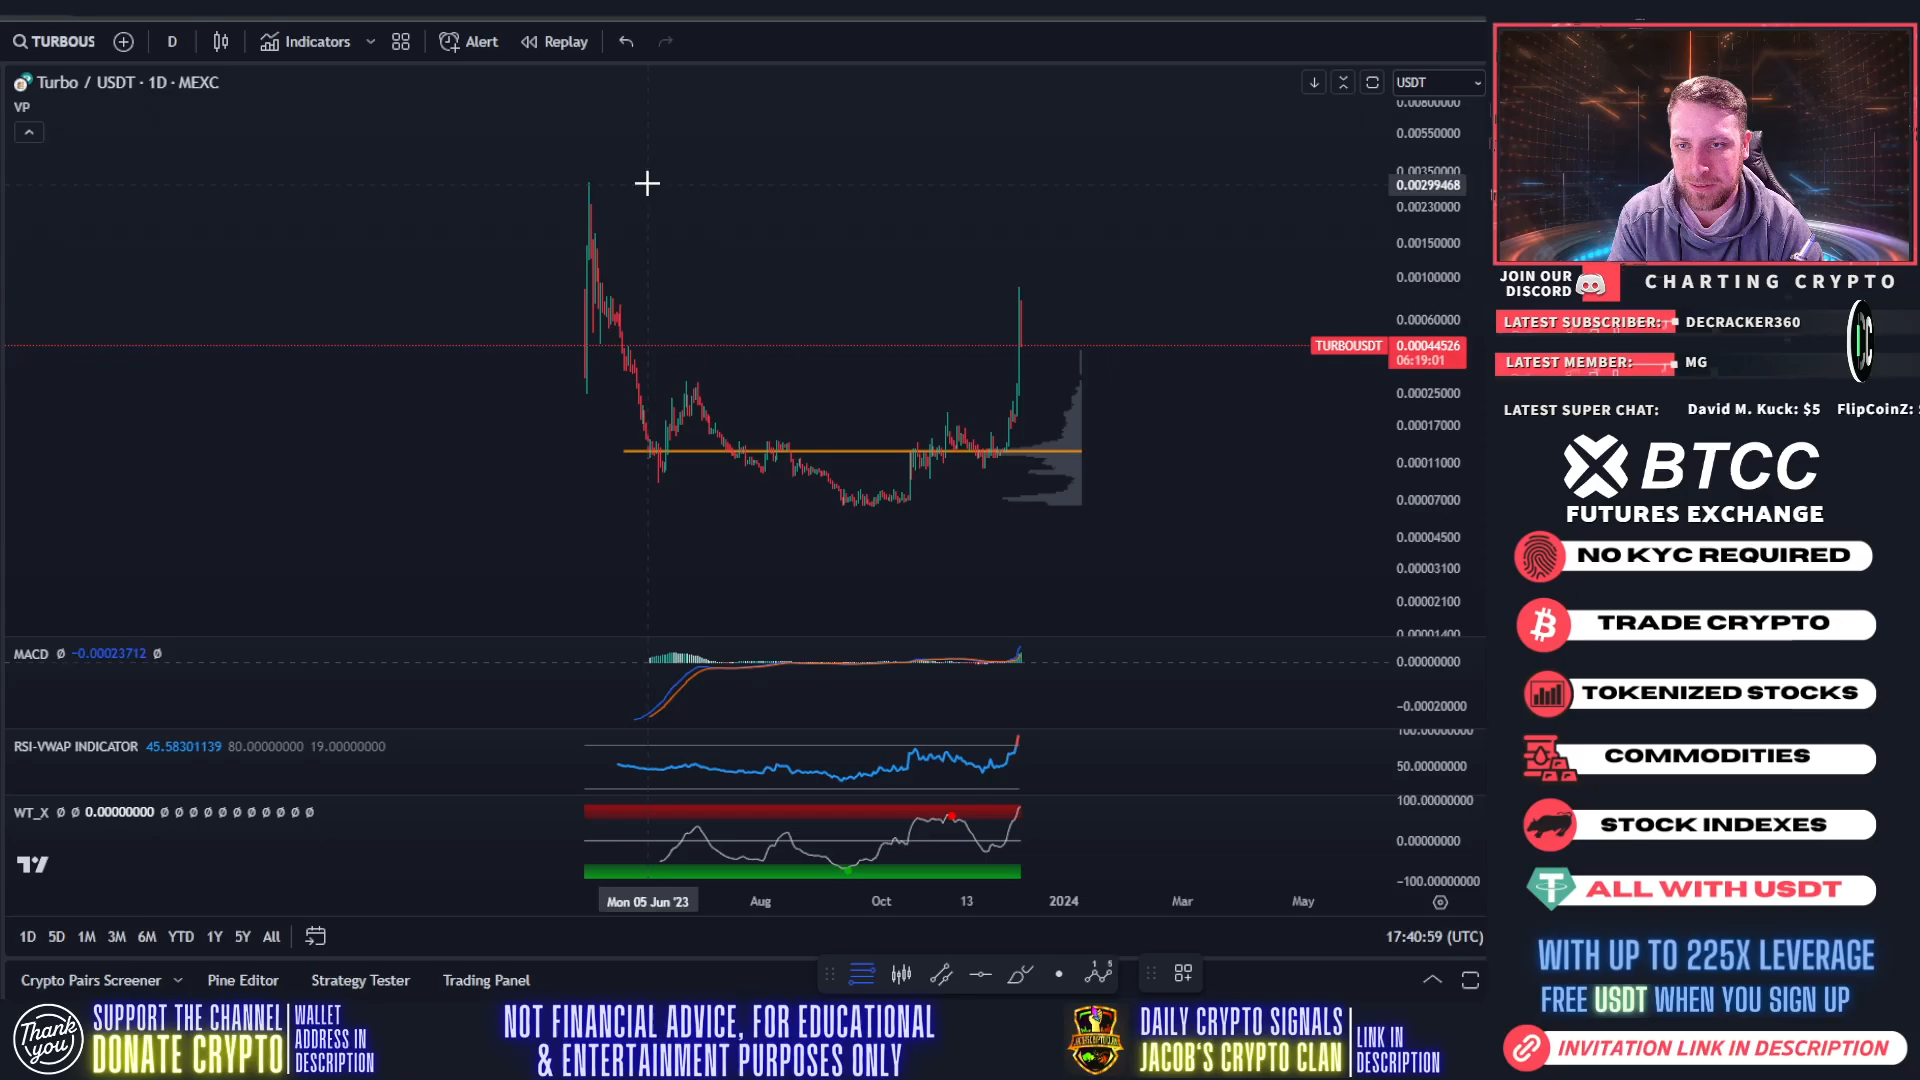 TURBOUS
D
Indicators
Alert
Replay
Turbo / USDT · 1D · MEXC
VP
USDT
0.00800000
0.00550000
0.00350000
0.00299468
0.00230000
0.00150000
0.00100000
0.00060000
TURBOUSDT 0.00044526
06:19:01
0.00025000
0.00017000
0.00011000
0.00007000
0.00004500
0.00003100
0.00002100
0.00001400
MACD Ø −0.00023712 Ø
0.00000000
−0.00020000
RSI-VWAP INDICATOR 45.58301139 80.00000000 19.00000000
100.00000000
50.00000000
WT_X Ø Ø 0.00000000 Ø Ø Ø Ø Ø Ø Ø Ø Ø Ø Ø
100.00000000
0.00000000
−100.00000000
Mon 05 Jun '23 Aug Oct 13 2024 Mar May
1D 5D 1M 3M 6M YTD 1Y 5Y All
17:40:59 (UTC)
Crypto Pairs Screener Pine Editor Strategy Tester Trading Panel
1 5
JOIN OUR
DISCORD
CHARTING CRYPTO
LATEST SUBSCRIBER: DECRACKER360
LATEST MEMBER: MG
LATEST SUPER CHAT: David M. Kuck: $5 FlipCoinZ:
BTCC
FUTURES EXCHANGE
NO KYC REQUIRED
TRADE CRYPTO
TOKENIZED STOCKS
COMMODITIES
STOCK INDEXES
ALL WITH USDT
WITH UP TO 225X LEVERAGE
FREE USDT WHEN YOU SIGN UP
INVITATION LINK IN DESCRIPTION
Thank you
SUPPORT THE CHANNEL
DONATE CRYPTO
WALLET
ADDRESS IN
DESCRIPTION
NOT FINANCIAL ADVICE, FOR EDUCATIONAL
& ENTERTAINMENT PURPOSES ONLY
DAILY CRYPTO SIGNALS
JACOB'S CRYPTO CLAN
LINK IN
DESCRIPTION